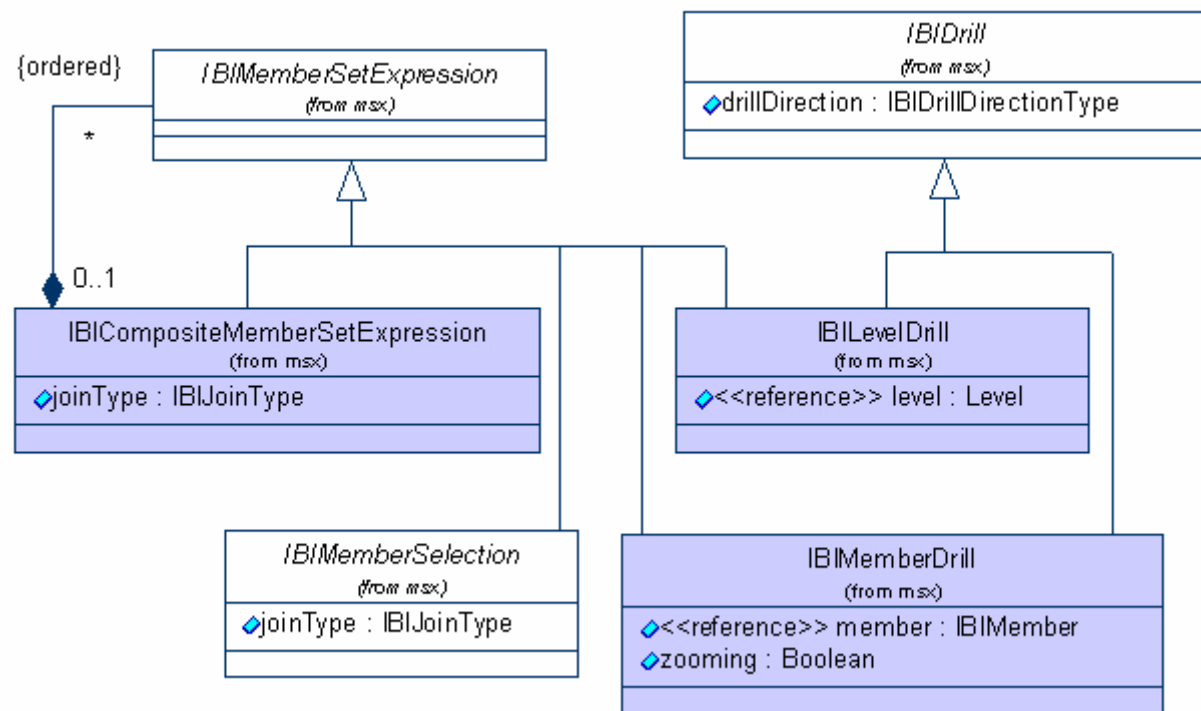 {ordered}
IBIMemberSetExpression
(from msx)
*
0..1
IBIDrill
(from msx)
drillDirection : IBIDrillDirectionType
IBICompositeMemberSetExpression
(from msx)
joinType : IBIJoinType
IBILevelDrill
(from msx)
<<reference>> level : Level
IBIMemberSelection
(from msx)
joinType : IBIJoinType
IBIMemberDrill
(from msx)
<<reference>> member : IBIMember
zooming : Boolean